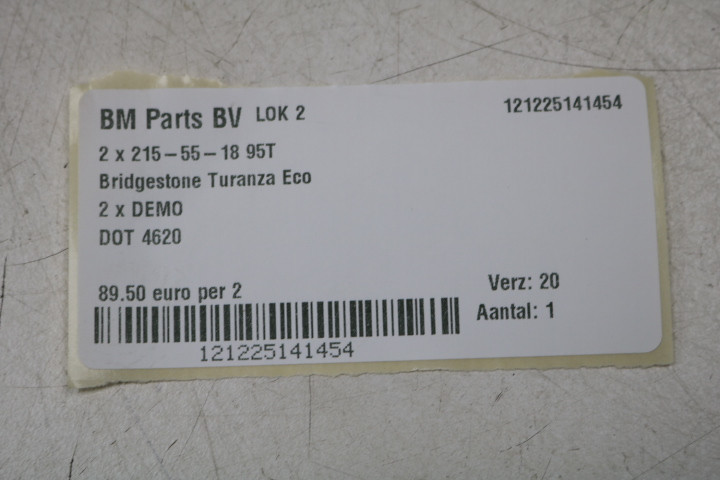 BM Parts BV LOK 2 121225141454
2 x 215-55-18 95T
Bridgestone Turanza Eco
2 x DEMO
DOT 4620
89.50 euro per 2 Verz: 20
Aantal: 1
121225141454